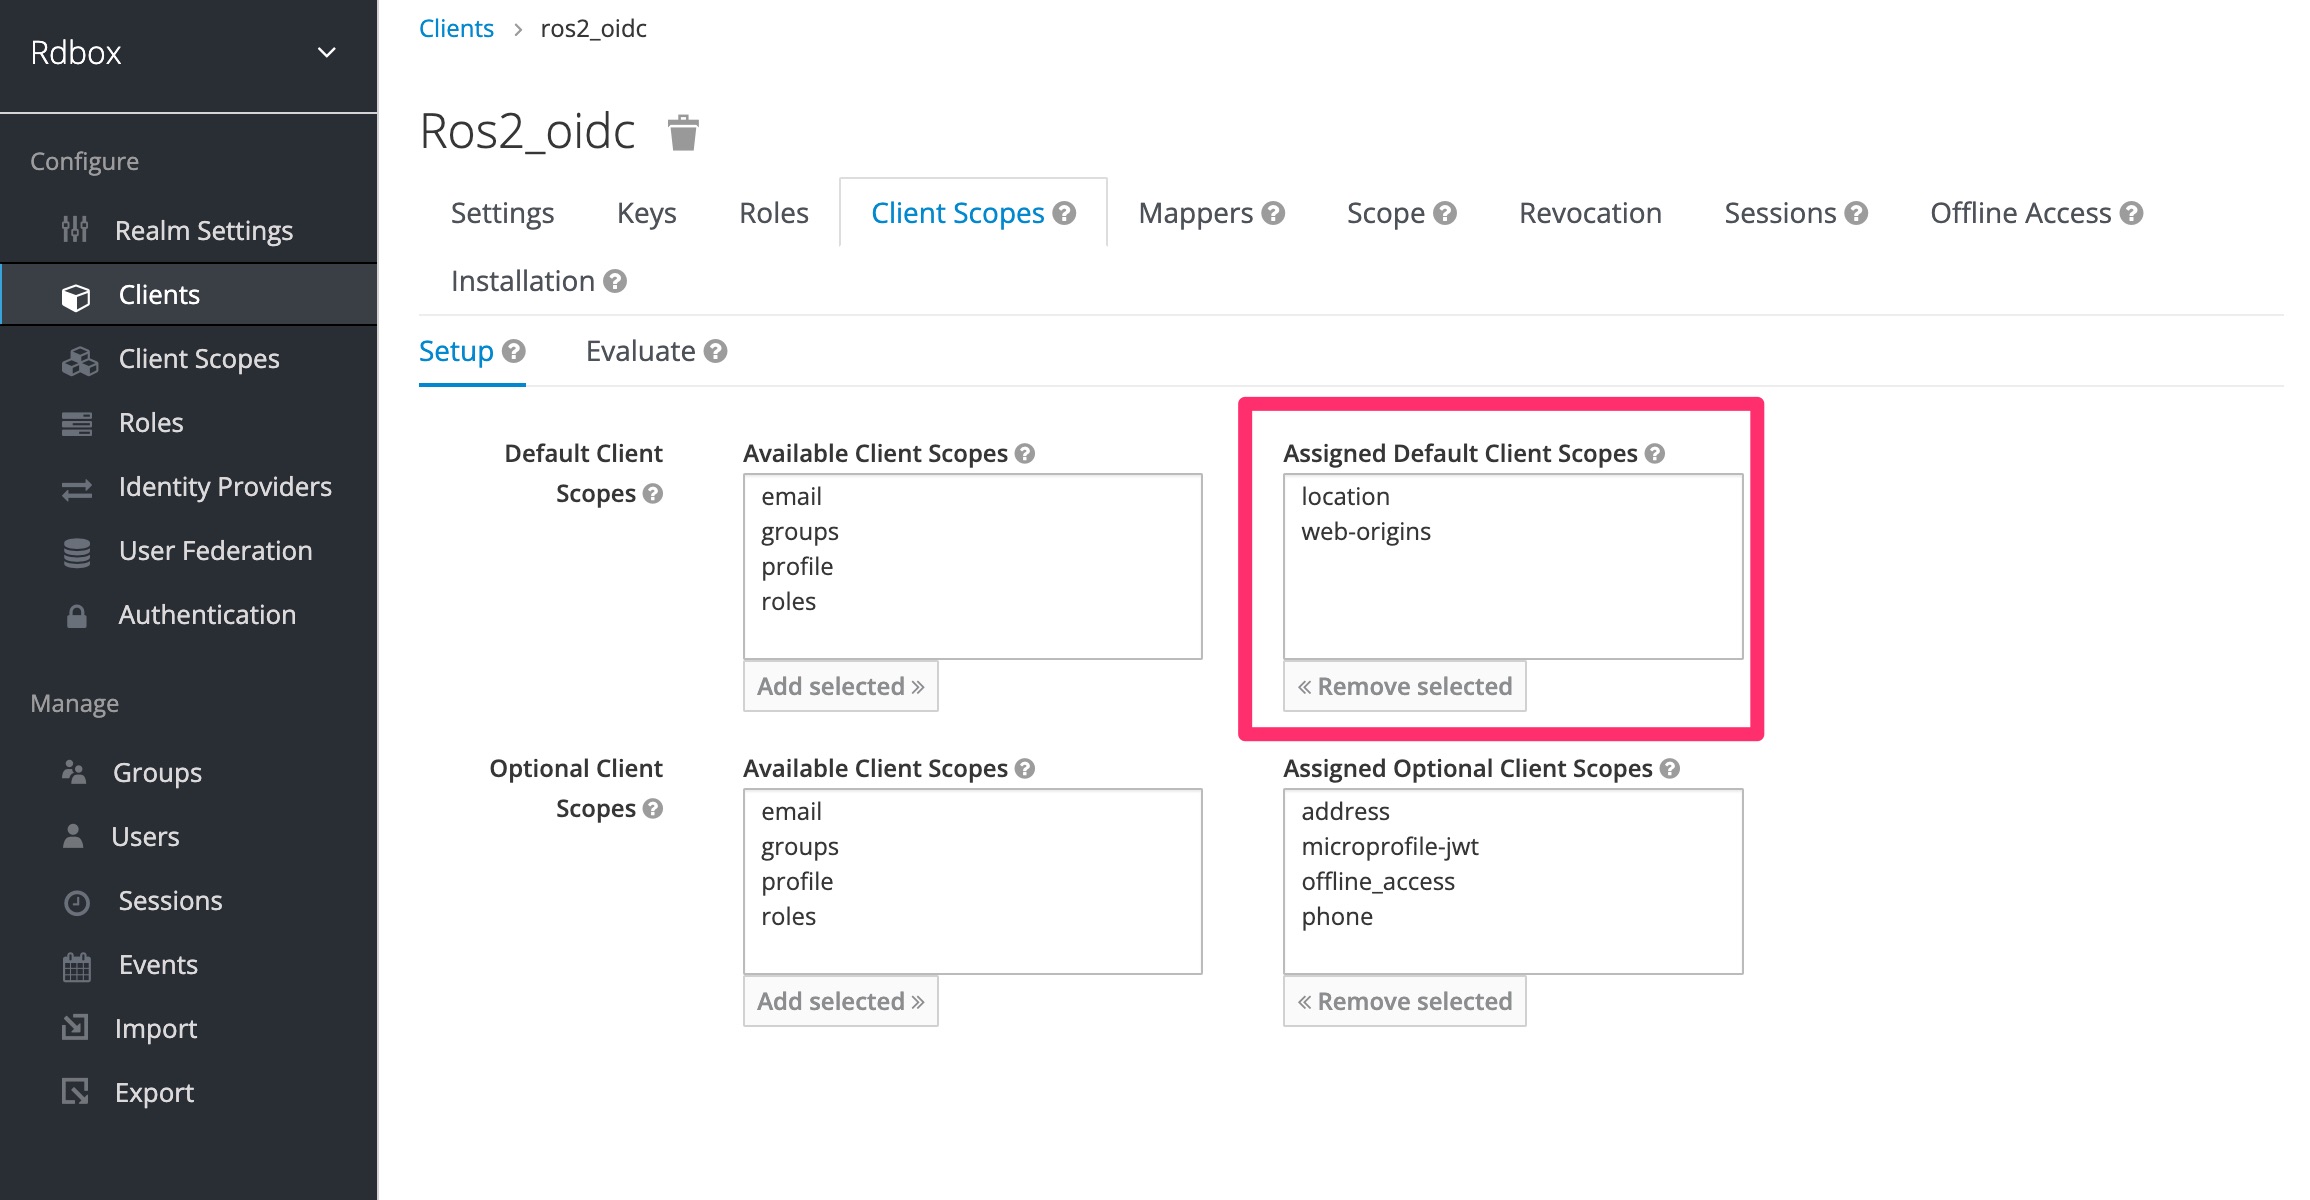 Rdbox
Configure
Realm Settings
Clients
Client Scopes
Roles
Identity Providers
User Federation
Authentication
Manage
Groups
Users
Sessions
Events
Import
Export
Clients > ros2_oidc
Ros2_oidc
Settings Keys Roles Client Scopes ? Mappers ? Scope ? Revocation Sessions ? Offline Access ?
Installation ?
Setup ? Evaluate ?
Default Client
Scopes ?
Available Client Scopes ?
email
groups
profile
roles
Add selected »
Assigned Default Client Scopes ?
location
web-origins
« Remove selected
Optional Client
Scopes ?
Available Client Scopes ?
email
groups
profile
roles
Add selected »
Assigned Optional Client Scopes ?
address
microprofile-jwt
offline_access
phone
« Remove selected